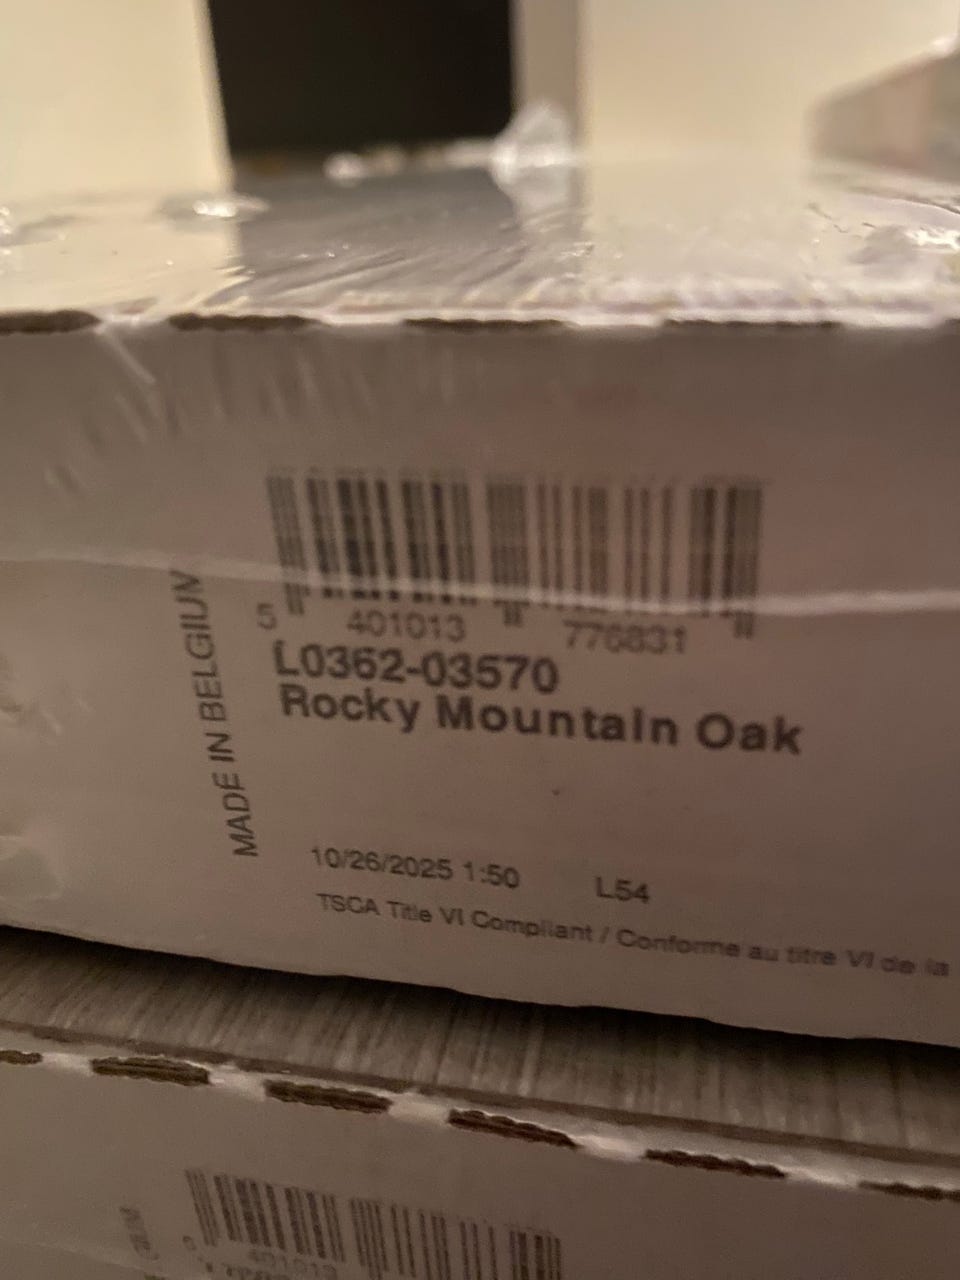 5 401013 776831
L0362-03570
Rocky Mountain Oak
MADE IN BELGIUM
10/26/2025 1:50 L54
TSCA Title VI Compliant / Conforme au titre VI de la
401013